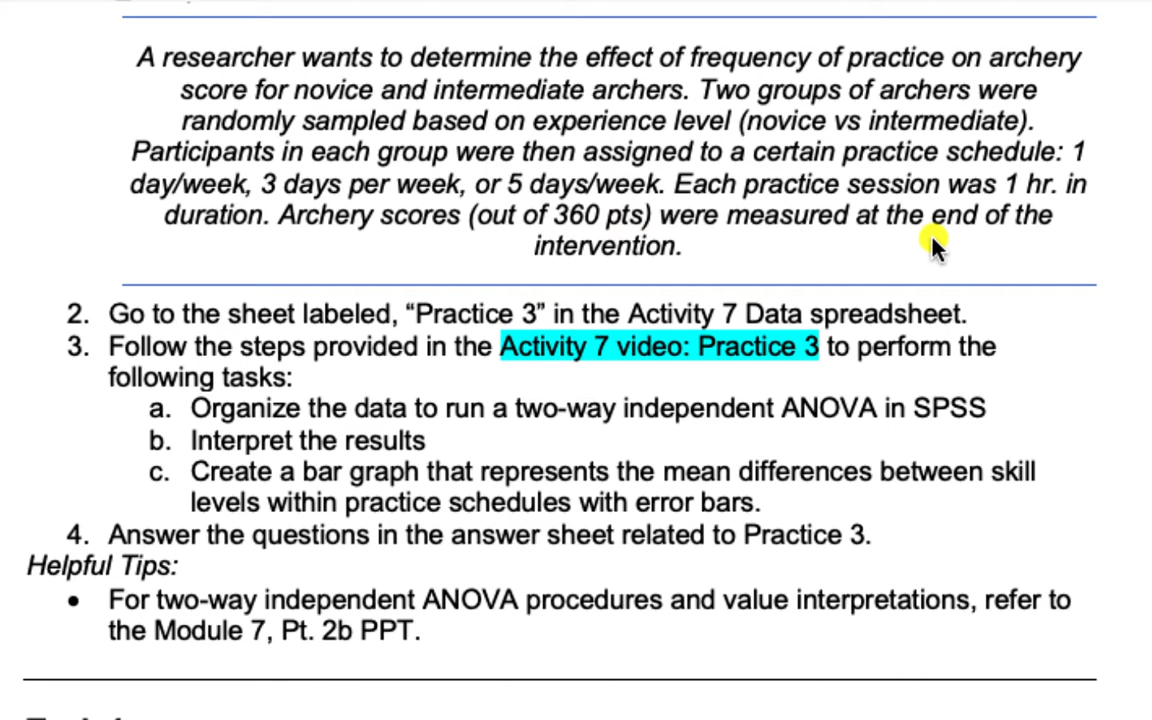 A researcher wants to determine the effect of frequency of practice on archery
score for novice and intermediate archers. Two groups of archers were
randomly sampled based on experience level (novice vs intermediate).
Participants in each group were then assigned to a certain practice schedule: 1
day/week, 3 days per week, or 5 days/week. Each practice session was 1 hr. in
duration. Archery scores (out of 360 pts) were measured at the end of the
intervention.
2. Go to the sheet labeled, “Practice 3” in the Activity 7 Data spreadsheet.
3. Follow the steps provided in the Activity 7 video: Practice 3 to perform the
following tasks:
a. Organize the data to run a two-way independent ANOVA in SPSS
b. Interpret the results
c. Create a bar graph that represents the mean differences between skill
levels within practice schedules with error bars.
4. Answer the questions in the answer sheet related to Practice 3.
Helpful Tips:
• For two-way independent ANOVA procedures and value interpretations, refer to
the Module 7, Pt. 2b PPT.